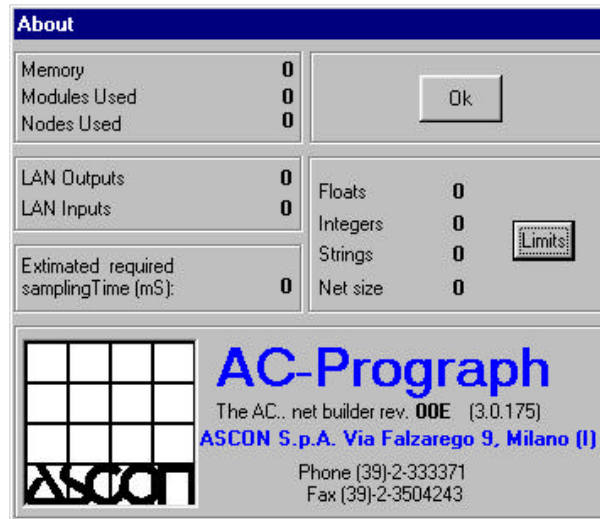 About
Memory 0
Modules Used 0
Nodes Used 0
Ok
LAN Outputs 0
LAN Inputs 0
Floats 0
Integers 0
Strings 0
Net size 0
Limits
Extimated required
samplingTime (mS): 0
ASCON
AC-Prograph
The AC.. net builder rev. 00E (3.0.175)
ASCON S.p.A. Via Falzarego 9, Milano (I)
Phone (39)-2-333371
Fax (39)-2-3504243